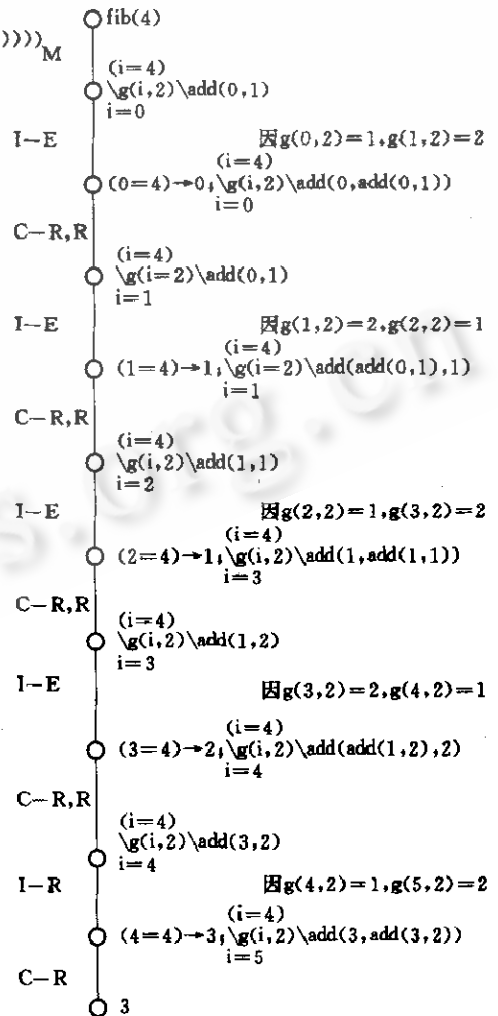 fib(4)
))))M
(i=4)
\g(i,2)\add(0,1)
i=0
I-E 因g(0,2)=1,g(1,2)=2
(i=4)
(0=4)→0;\g(i,2)\add(0,add(0,1))
i=0
C-R,R
(i=4)
\g(i=2)\add(0,1)
i=1
I-E 因g(1,2)=2,g(2,2)=1
(i=4)
(1=4)→1;\g(i=2)\add(add(0,1),1)
i=1
C-R,R
(i=4)
\g(i,2)\add(1,1)
i=2
I-E 因g(2,2)=1,g(3,2)=2
(i=4)
(2=4)→1;\g(i,2)\add(1,add(1,1))
i=3
C-R,R
(i=4)
\g(i,2)\add(1,2)
i=3
I-E 因g(3,2)=2,g(4,2)=1
(i=4)
(3=4)→2;\g(i,2)\add(add(1,2),2)
i=4
C-R,R
(i=4)
\g(i,2)\add(3,2)
i=4
I-R 因g(4,2)=1,g(5,2)=2
(i=4)
(4=4)→3;\g(i,2)\add(3,add(3,2))
i=5
C-R
3
s.org.cn